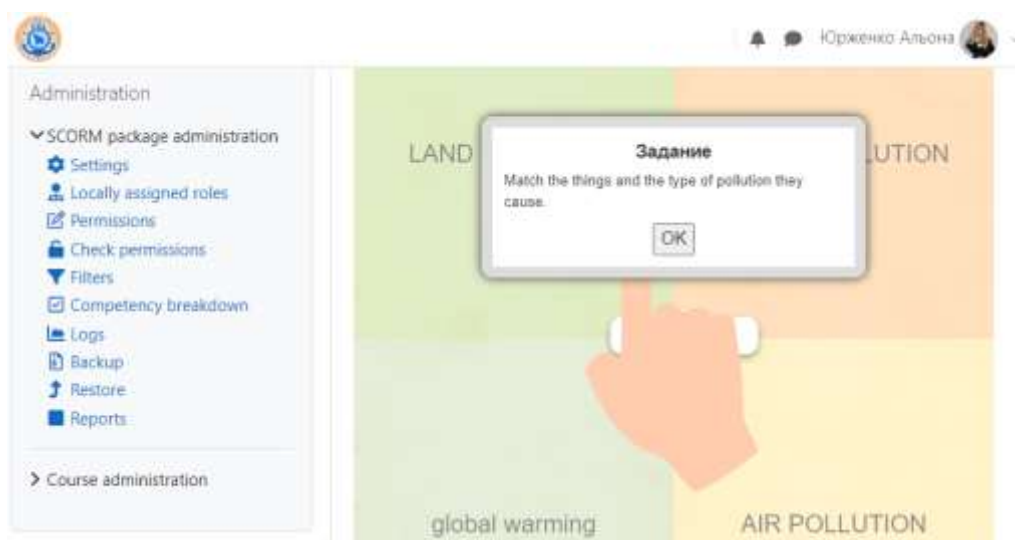 Юрженко Альона
Administration
SCORM package administration
Settings
Locally assigned roles
Permissions
Check permissions
Filters
Competency breakdown
Logs
Backup
Restore
Reports
Course administration
LAND
UTION
Задание
Match the things and the type of pollution they
cause.
OK
global warming
AIR POLLUTION